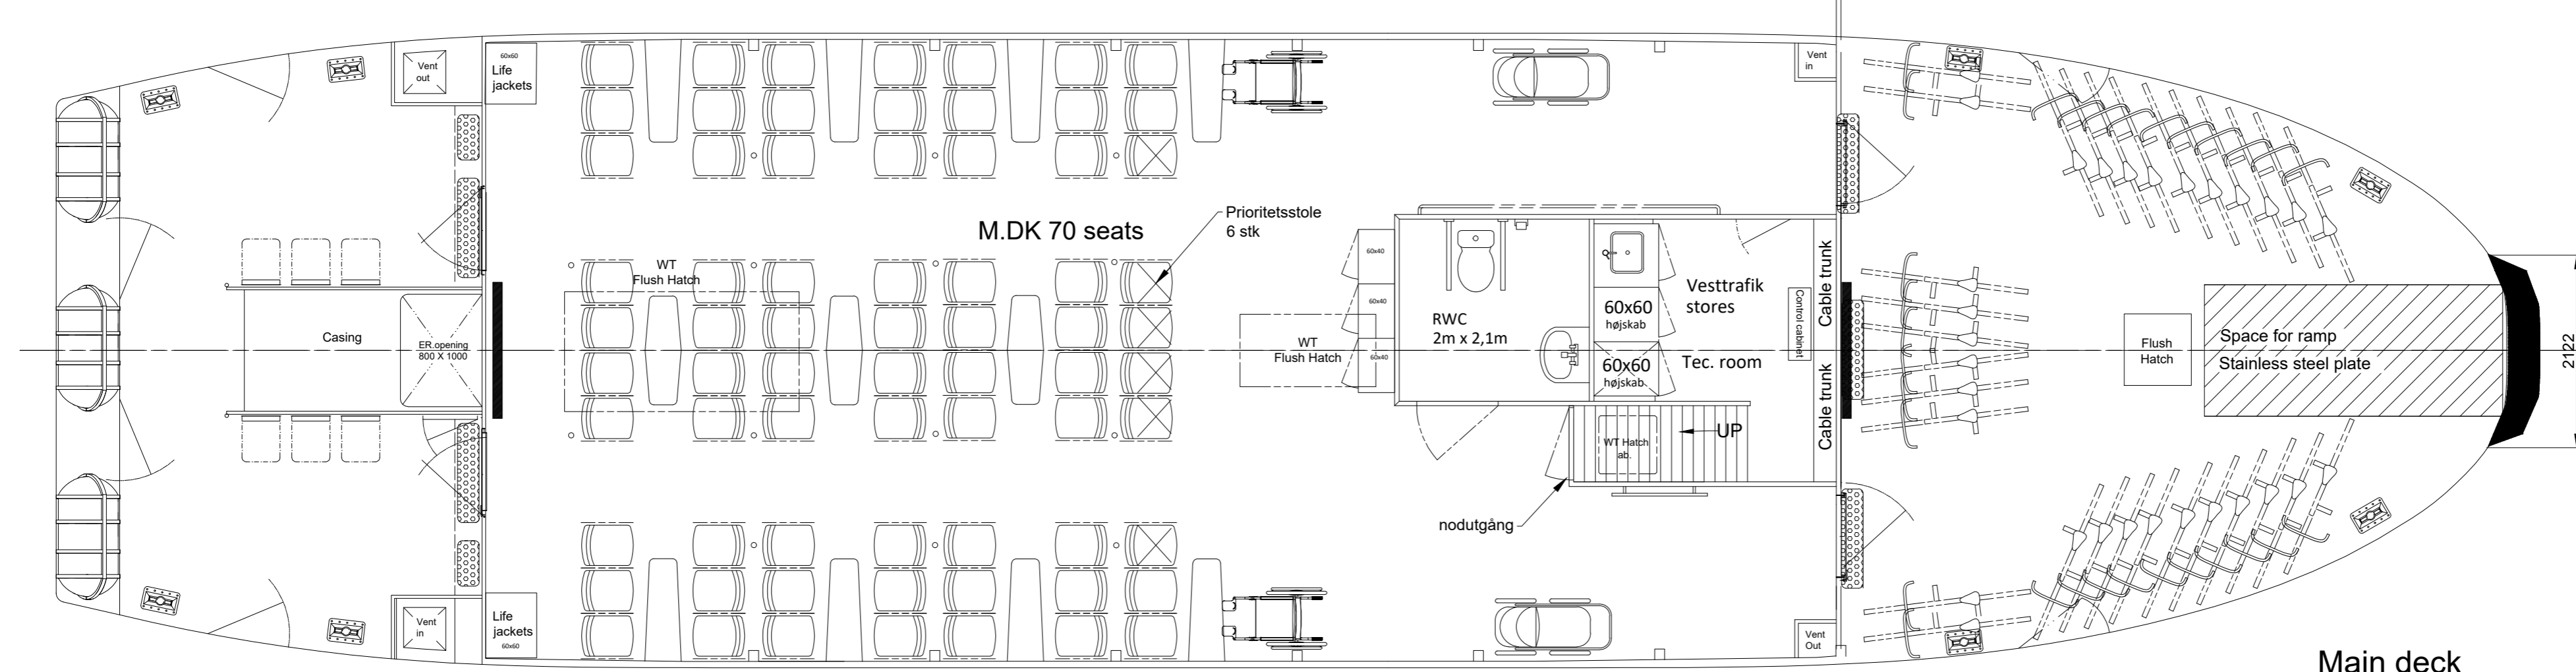 Vent
out
60x60
Life
jackets
Vent
in
M.DK 70 seats
Prioritetsstole
6 stk
WT
Flush Hatch
Casing
ER.opening
800 X 1000
WT
Flush Hatch
60x40
60x40
60x40
RWC
2m x 2,1m
60x60
højskab
60x60
højskab
Vesttrafik
stores
Tec. room
Control cabinet
Cable trunk
Cable trunk
WT Hatch
ab.
UP
nodutgång
Flush
Hatch
Space for ramp
Stainless steel plate
2122
Vent
in
Life
jackets
60x60
Vent
Out
Main deck